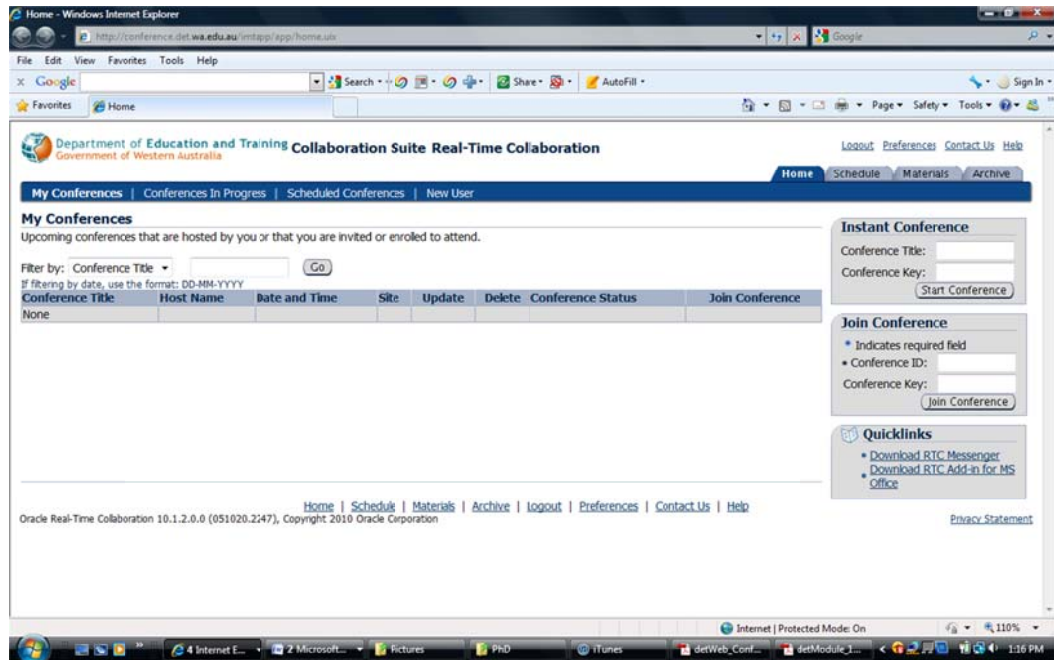 Home - Windows Internet Explorer
http://conference.det.wa.edu.au/imtapp/app/home.uix
Google
File Edit View Favorites Tools Help
x Google Search Share AutoFill Sign In
Favorites Home Page Safety Tools
Department of Education and Training
Government of Western Australia
Collaboration Suite Real-Time Collaboration
Logout Preferences Contact Us Help
Home Schedule Materials Archive
My Conferences | Conferences In Progress | Scheduled Conferences | New User
My Conferences
Upcoming conferences that are hosted by you or that you are invited or enrolled to attend.
Filter by: Conference Title Go
If filtering by date, use the format: DD-MM-YYYY
Conference Title Host Name Date and Time Site Update Delete Conference Status Join Conference
None
Instant Conference
Conference Title:
Conference Key:
Start Conference
Join Conference
* Indicates required field
* Conference ID:
Conference Key:
Join Conference
Quicklinks
• Download RTC Messenger
• Download RTC Add-in for MS
Office
Home | Schedule | Materials | Archive | Logout | Preferences | Contact Us | Help
Oracle Real-Time Collaboration 10.1.2.0.0 (051020.2247), Copyright 2010 Oracle Corporation
Privacy Statement
Internet | Protected Mode: On 110%
4 Internet E... 2 Microsoft... Pictures PhD iTunes detWeb_Conf... detModule_1... 1:16 PM